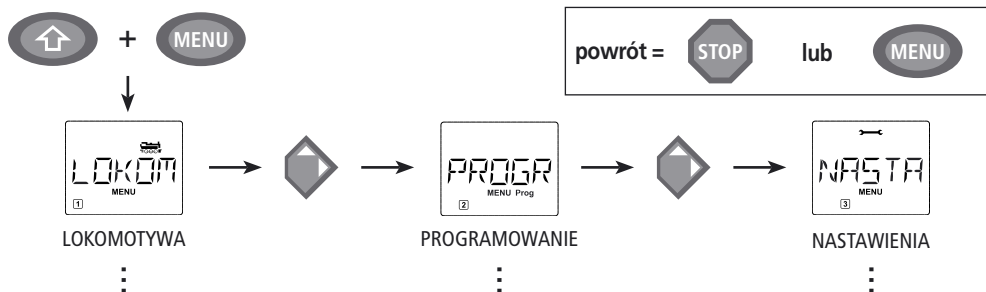 + MENU
powrót = STOP lub MENU
LOKOM
MENU
1
PROGR
MENU Prog
2
NASTA
MENU
3
LOKOMOTYWA
PROGRAMOWANIE
NASTAWIENIA